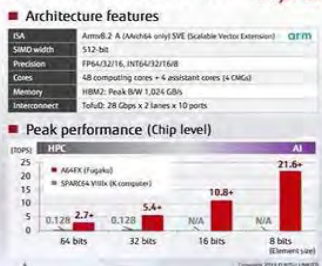 Architecture features
ISA Armv8.2 A (AArch64 only) SVE (Scalable Vector Extension) arm
SIMD width 512-bit
Precision FP64/32/16, INT64/32/16/8
Cores 48 computing cores + 4 assistant cores (4 CMGs)
Memory HBM2: Peak B/W 1,024 GB/s
Interconnect TofuD: 28 Gbps x 2 lanes x 10 ports
Peak performance (Chip level)
(TOPS) HPC AI
25
20
15
10
5
0
A64FX (Fugaku)
SPARC64 VIIIfx (K computer)
0.128 2.7+ 0.128 5.4+ N/A 10.8+ N/A 21.6+
64 bits 32 bits 16 bits 8 bits
(Element size)